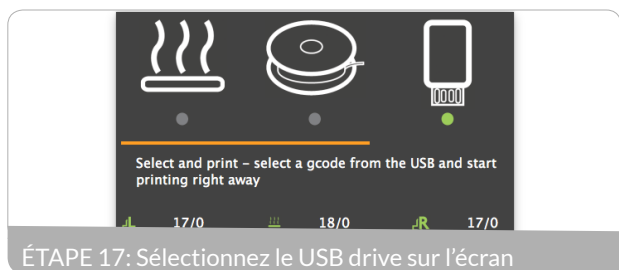 Select and print – select a gcode from the USB and start
printing right away
L 17/0 18/0 R 17/0
ÉTAPE 17: Sélectionnez le USB drive sur l'écran